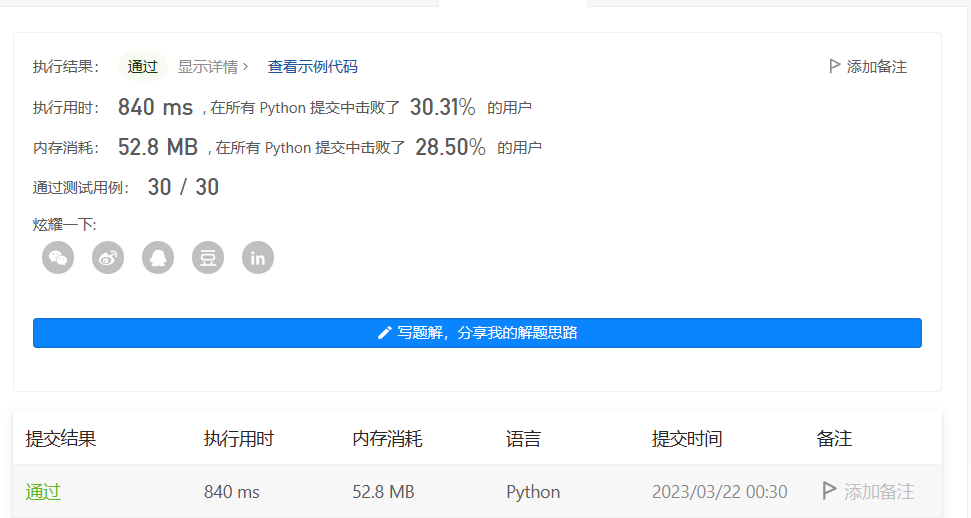 执行结果： 通过 显示详情 › 查看示例代码 添加备注
执行用时： 840 ms , 在所有 Python 提交中击败了 30.31% 的用户
内存消耗： 52.8 MB , 在所有 Python 提交中击败了 28.50% 的用户
通过测试用例： 30 / 30
炫耀一下:
豆 in
写题解，分享我的解题思路
提交结果 执行用时 内存消耗 语言 提交时间 备注
通过 840 ms 52.8 MB Python 2023/03/22 00:30 添加备注